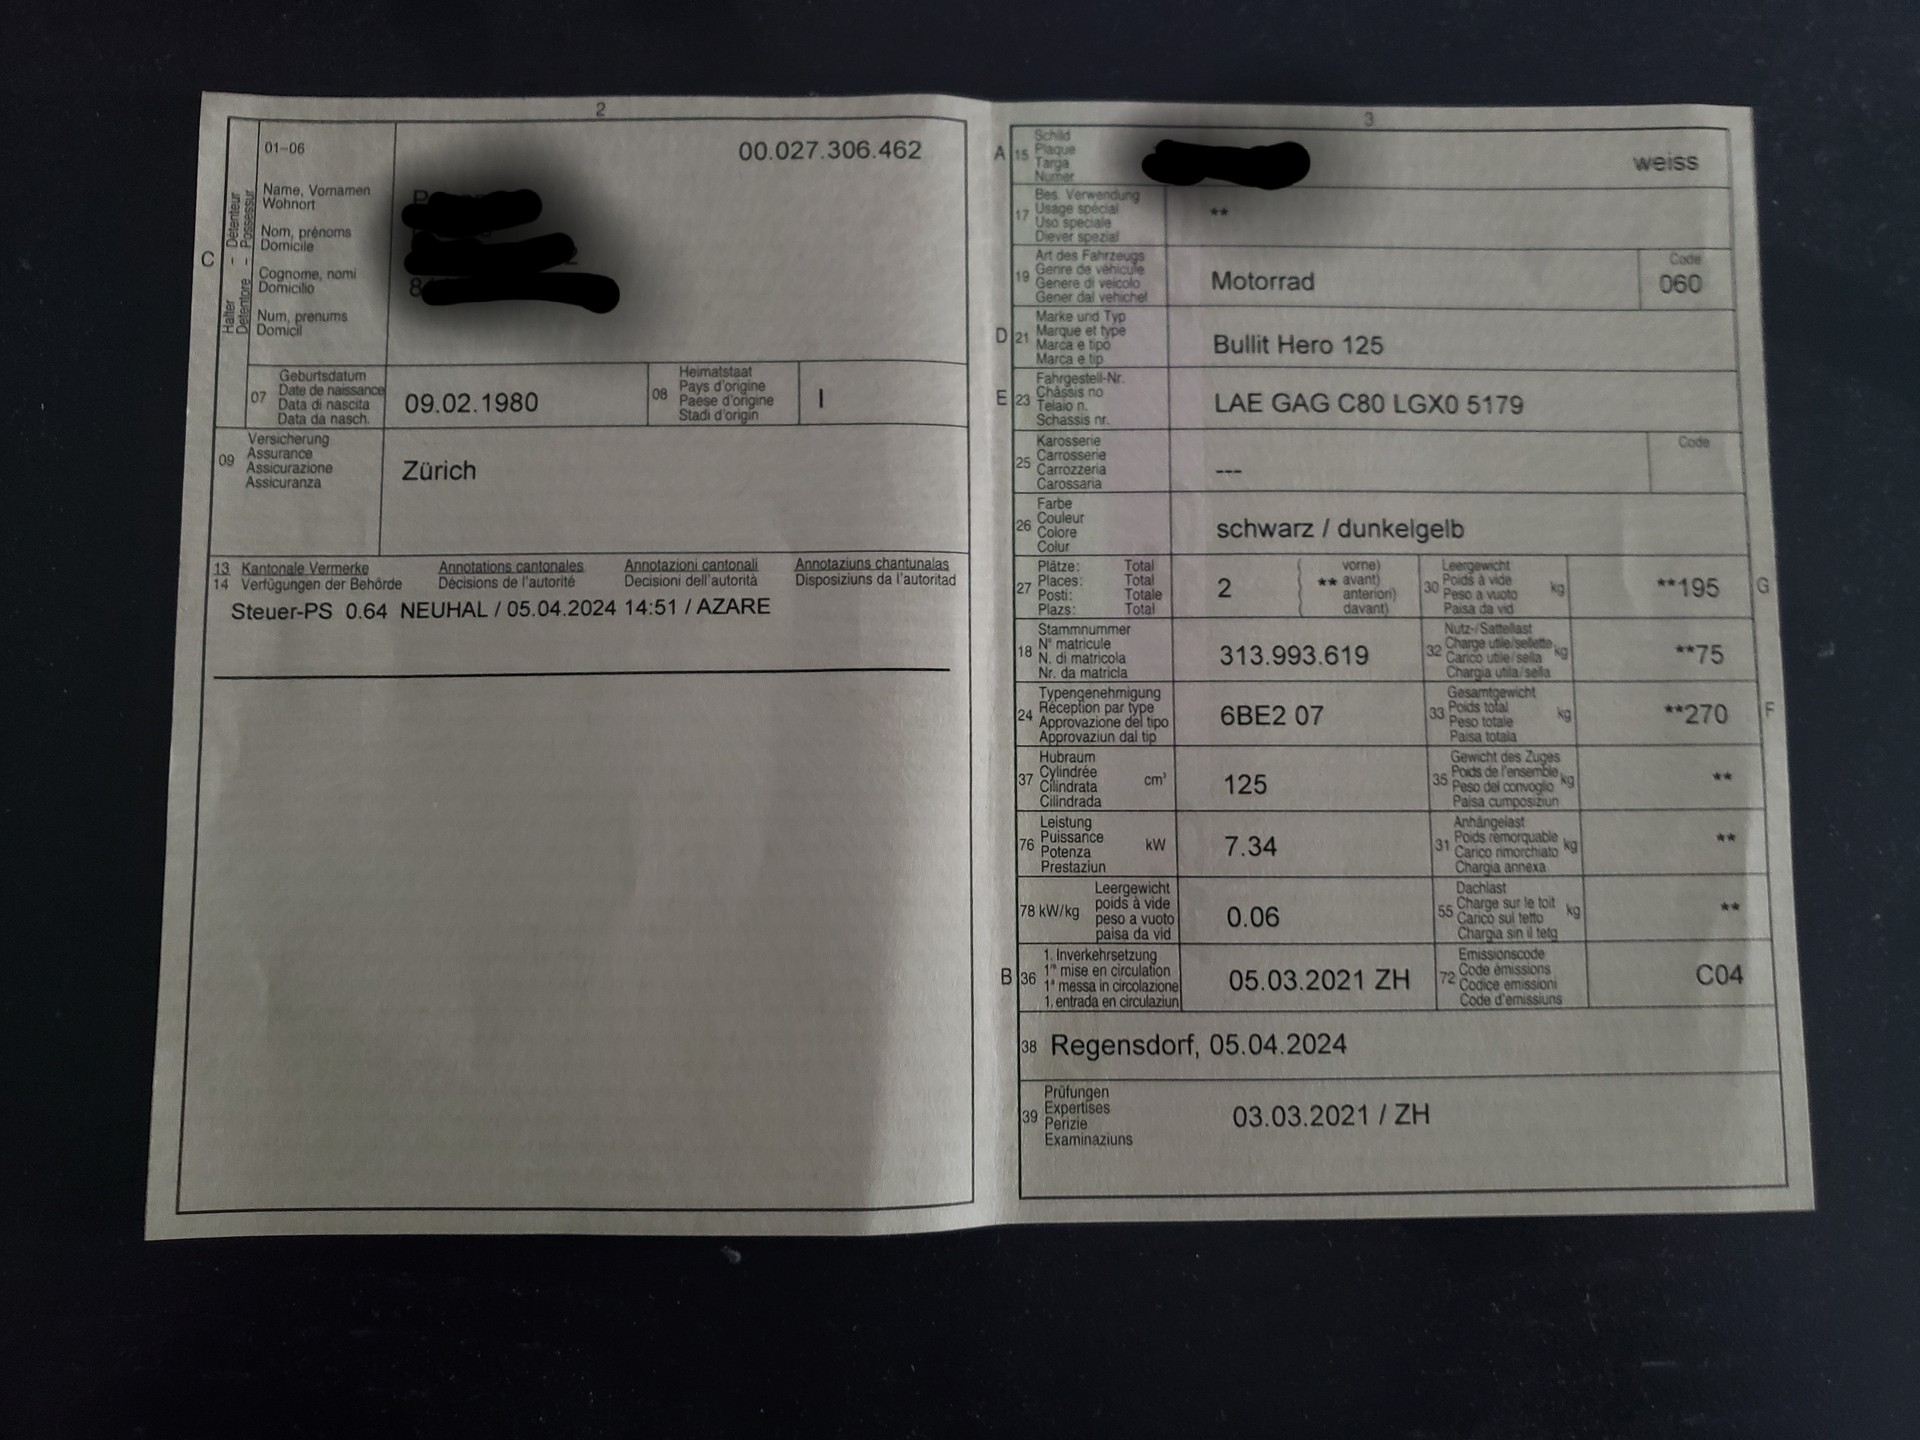 2
01–06
00.027.306.462
C
Halter – Détenteur
Detentore – Possessur
Name, Vornamen
Wohnort
Nom, prénoms
Domicile
Cognome, nomi
Domicilio
Num, prenums
Domicil
07
Geburtsdatum
Date de naissance
Data di nascita
Data da nasch.
09.02.1980
08
Heimatstaat
Pays d'origine
Paese d'origine
Stadi d'origin
I
09
Versicherung
Assurance
Assicurazione
Assicuranza
Zürich
13 Kantonale Vermerke Annotations cantonales Annotazioni cantonali Annotaziuns chantunalas
14 Verfügungen der Behörde Décisions de l'autorité Decisioni dell'autorità Disposiziuns da l'autoritad
Steuer-PS 0.64 NEUHAL / 05.04.2024 14:51 / AZARE
3
A 15
Schild
Plaque
Targa
Numer
weiss
17
Bes. Verwendung
Usage spécial
Uso speciale
Diever spezial
**
19
Art des Fahrzeugs
Genre de véhicule
Genere di veicolo
Gener dal vehichel
Motorrad
Code
060
D 21
Marke und Typ
Marque et type
Marca e tipo
Marca e tip
Bullit Hero 125
E 23
Fahrgestell-Nr.
Châssis no
Telaio n.
Schassis nr.
LAE GAG C80 LGX0 5179
25
Karosserie
Carrosserie
Carrozzeria
Carossaria
---
Code
26
Farbe
Couleur
Colore
Colur
schwarz / dunkelgelb
27
Plätze: Total
Places: Total
Posti: Totale
Plazs: Total
2
( vorne)
** avant)
anteriori)
( davant)
30
Leergewicht
Poids à vide
Peso a vuoto
Paisa da vid
kg
**195
G
18
Stammnummer
N° matricule
N. di matricola
Nr. da matricla
313.993.619
32
Nutz-/Sattellast
Charge utile/sellette
Carico utile/sella
Chargia utila/sella
kg
**75
24
Typengenehmigung
Réception par type
Approvazione del tipo
Approvaziun dal tip
6BE2 07
33
Gesamtgewicht
Poids total
Peso totale
Paisa totala
kg
**270
F
37
Hubraum
Cylindrée
Cilindrata
Cilindrada
cm³
125
35
Gewicht des Zuges
Poids de l'ensemble
Peso del convoglio
Paisa cumposiziun
kg
**
76
Leistung
Puissance
Potenza
Prestaziun
kW
7.34
31
Anhängelast
Poids remorquable
Carico rimorchiato
Chargia annexa
kg
**
78 kW/kg
Leergewicht
poids à vide
peso a vuoto
paisa da vid
0.06
55
Dachlast
Charge sur le toit
Carico sul tetto
Chargia sin il tetg
kg
**
B 36
1. Inverkehrsetzung
1re mise en circulation
1a messa in circolazione
1. entrada en circulaziun
05.03.2021 ZH
72
Emissionscode
Code émissions
Codice emissioni
Code d'emissiuns
C04
38 Regensdorf, 05.04.2024
39
Prüfungen
Expertises
Perizie
Examinaziuns
03.03.2021 / ZH